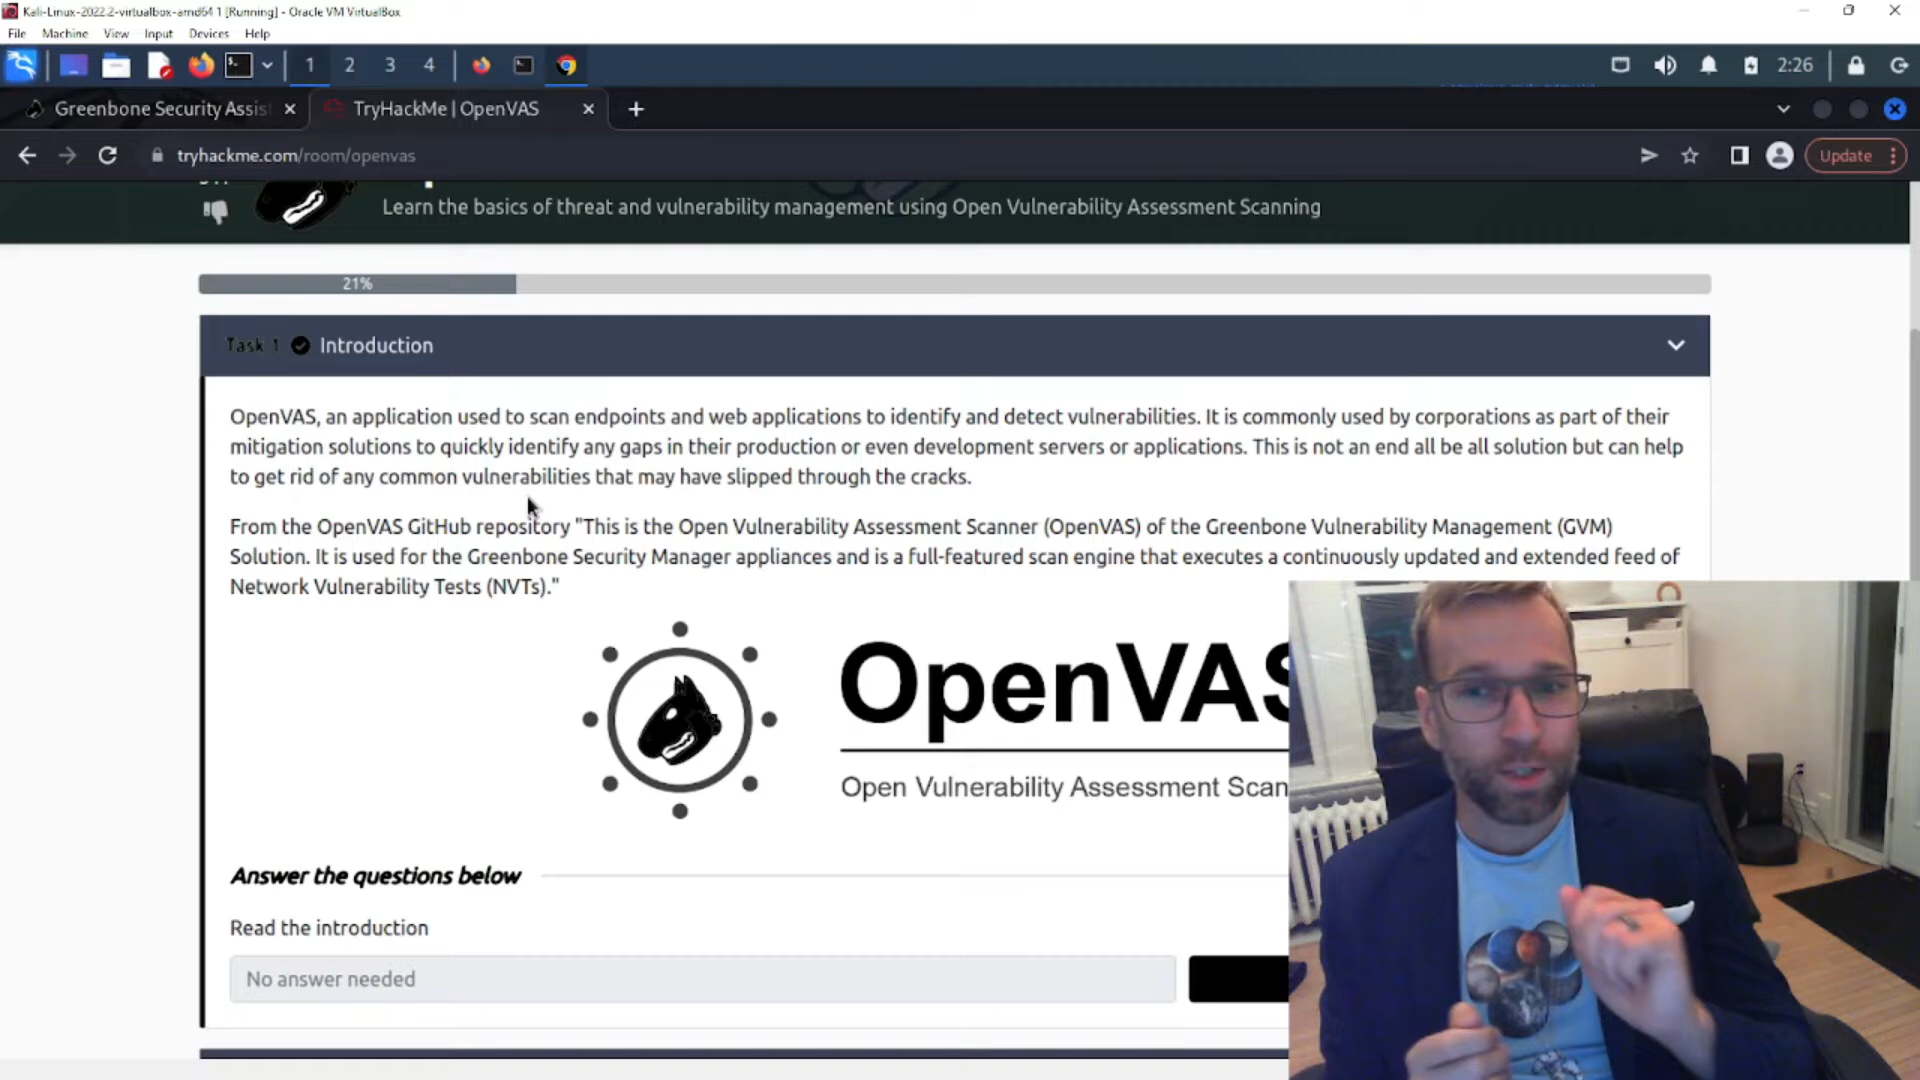 Kali-Linux-2022.2-virtualbox-amd64 1 [Running] - Oracle VM VirtualBox
File Machine View Input Devices Help
1 2 3 4 2:26
Greenbone Security Assis TryHackMe | OpenVAS
tryhackme.com/room/openvas Update
Learn the basics of threat and vulnerability management using Open Vulnerability Assessment Scanning
21%
Task 1 Introduction
OpenVAS, an application used to scan endpoints and web applications to identify and detect vulnerabilities. It is commonly used by corporations as part of their
mitigation solutions to quickly identify any gaps in their production or even development servers or applications. This is not an end all be all solution but can help
to get rid of any common vulnerabilities that may have slipped through the cracks.
From the OpenVAS GitHub repository "This is the Open Vulnerability Assessment Scanner (OpenVAS) of the Greenbone Vulnerability Management (GVM)
Solution. It is used for the Greenbone Security Manager appliances and is a full-featured scan engine that executes a continuously updated and extended feed of
Network Vulnerability Tests (NVTs)."
OpenVAS
Open Vulnerability Assessment Scan
Answer the questions below
Read the introduction
No answer needed